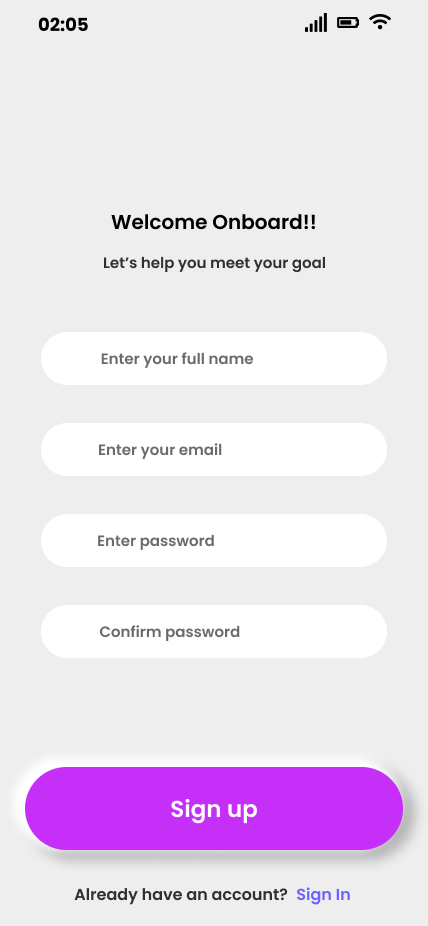 02:05
Welcome Onboard!!
Let’s help you meet your goal
Enter your full name
Enter your email
Enter password
Confirm password
Sign up
Already have an account? Sign In